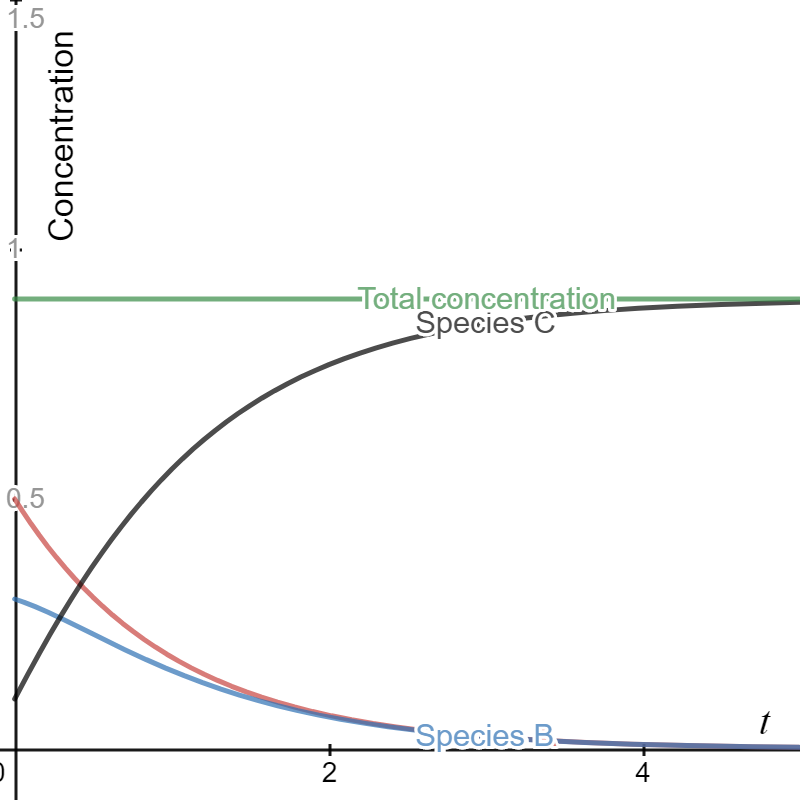 1.5
Concentration
1
Total concentration
Species C
0.5
Species B
t
0
2
4